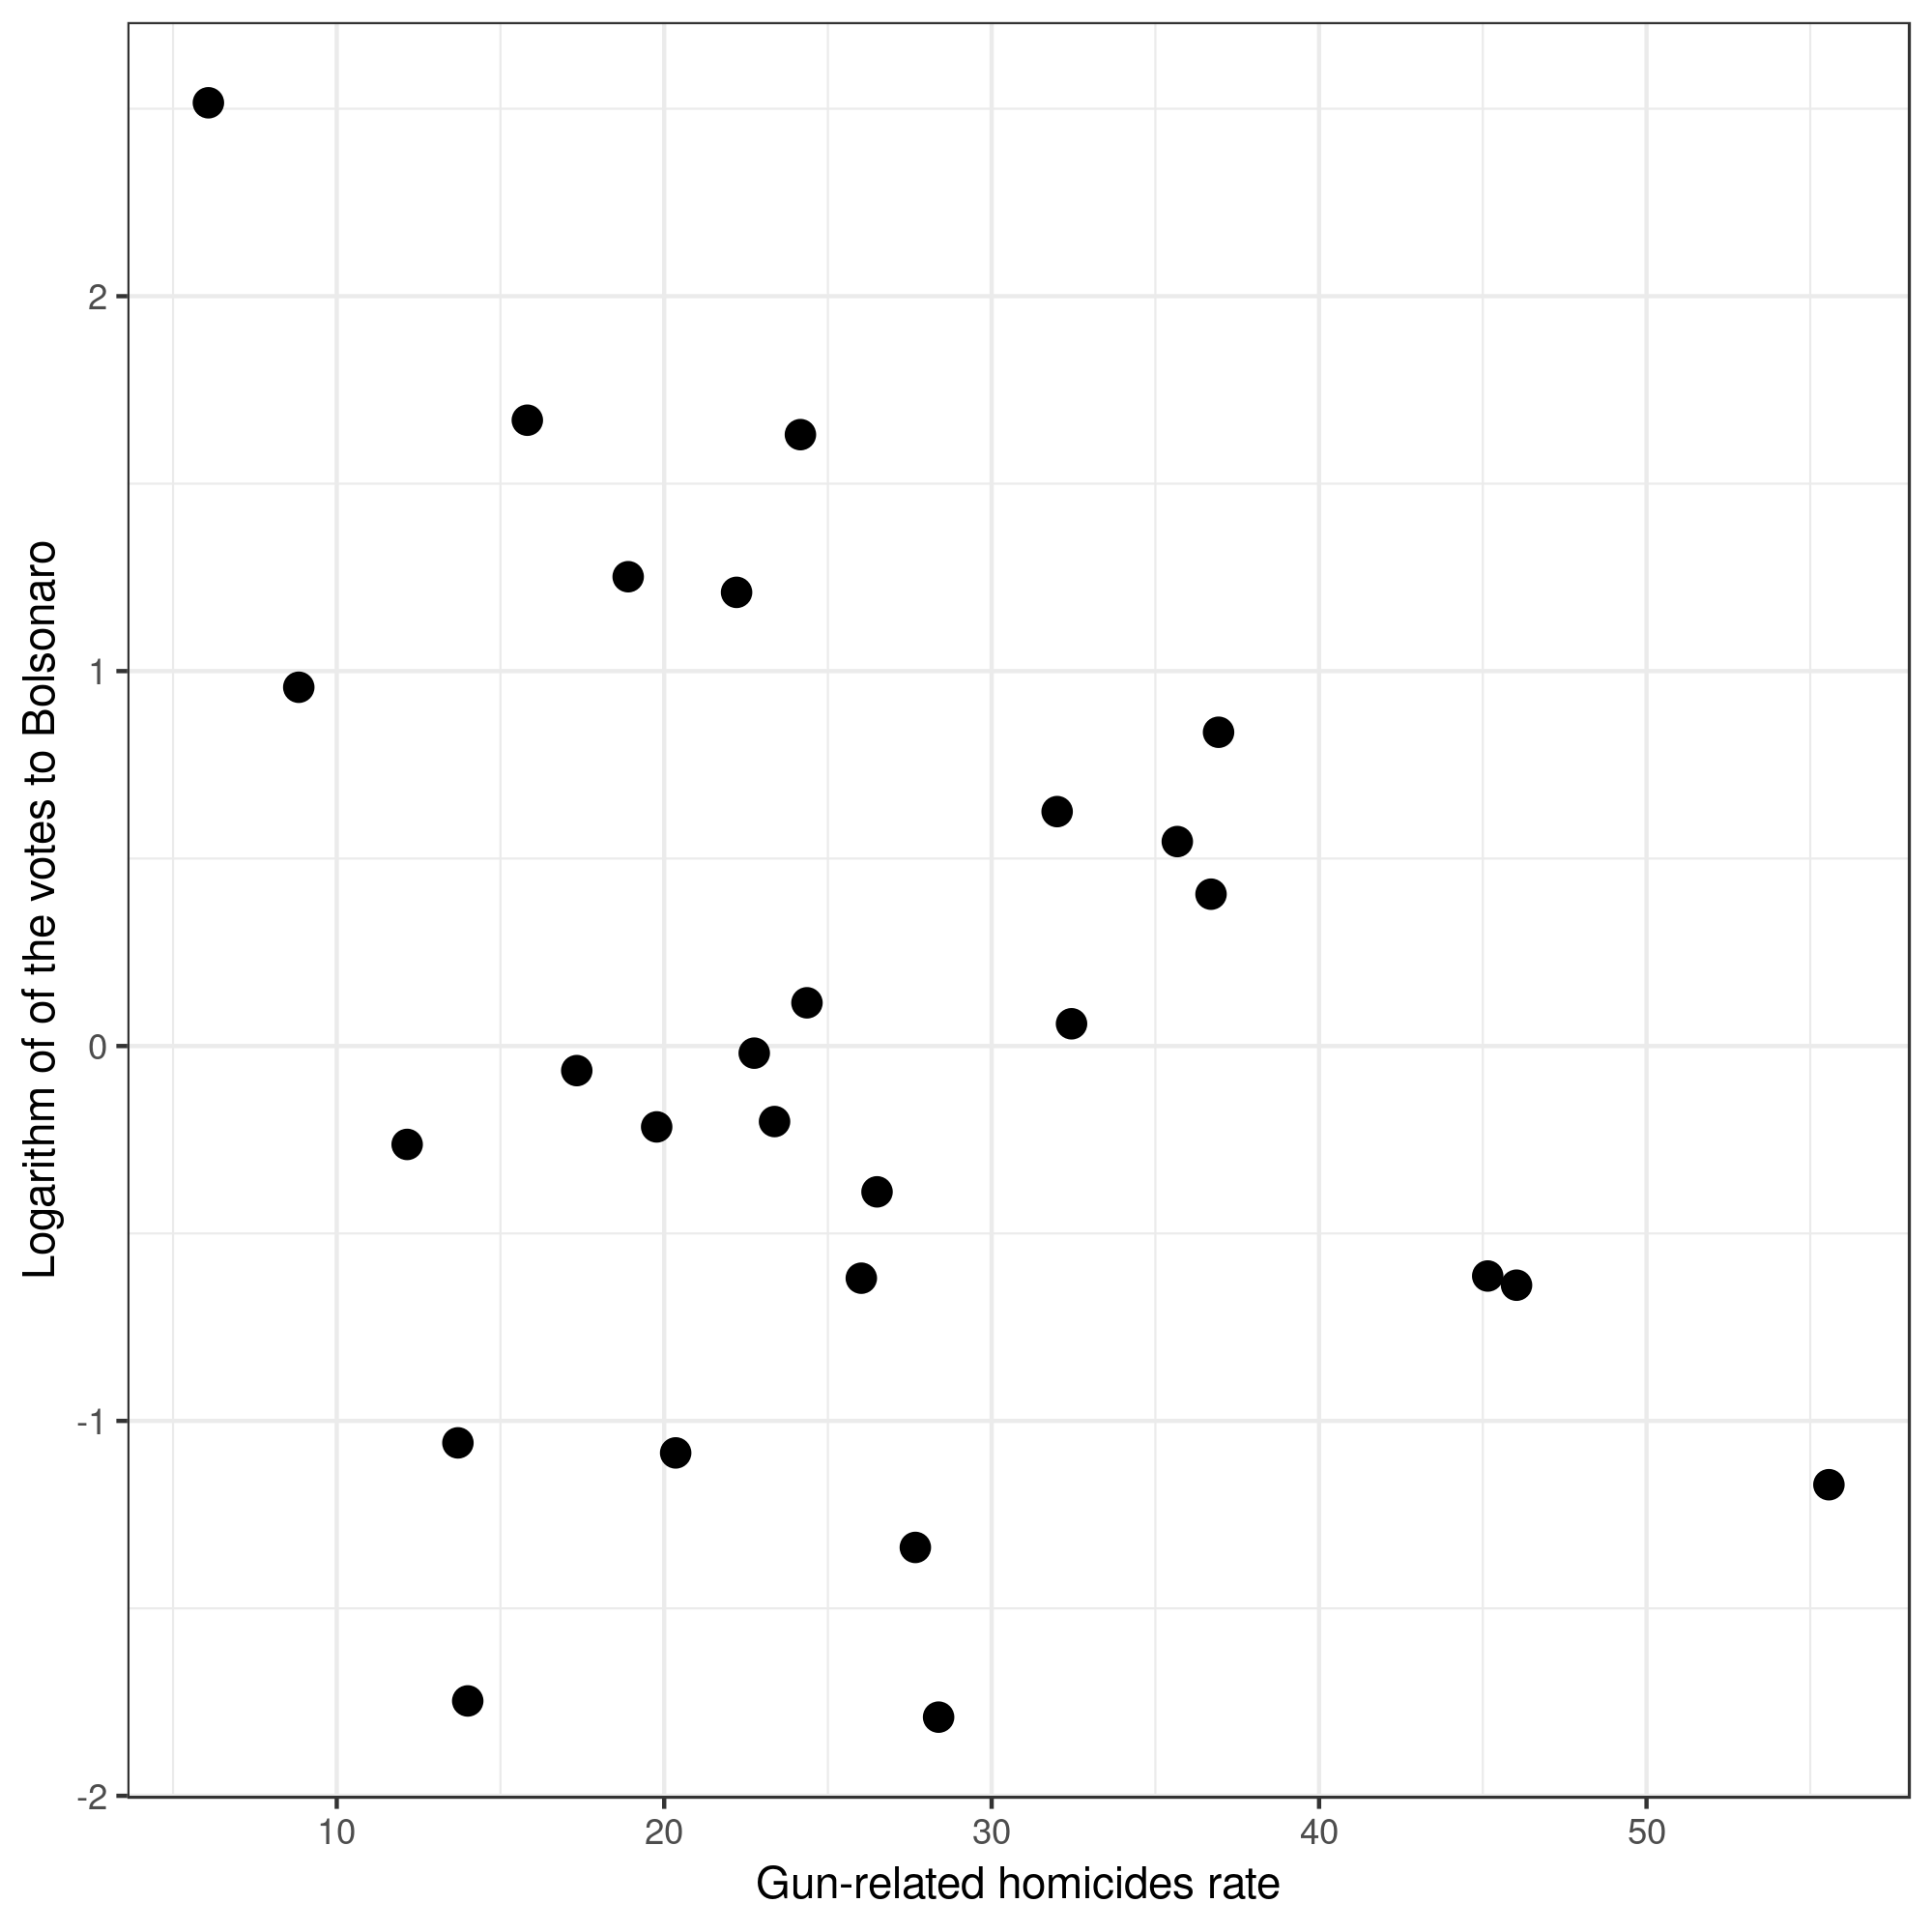 Logarithm of of the votes to Bolsonaro
2
1
0
-1
-2
10 20 30 40 50
Gun-related homicides rate